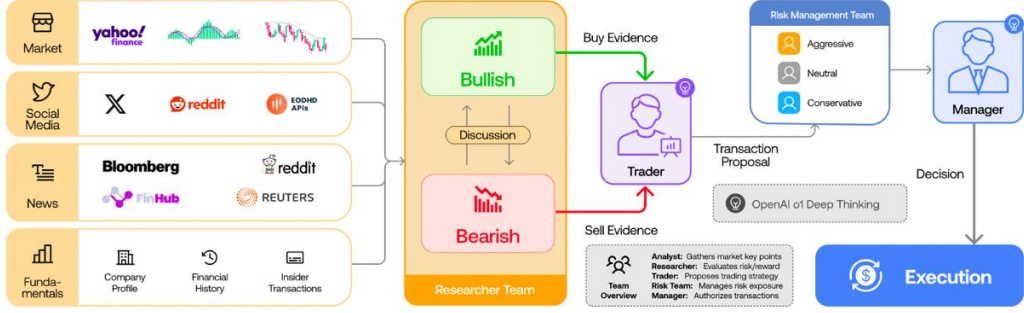 Market
yahoo!
finance
Social
Media
X
reddit
EODHD
APIs
News
Bloomberg
reddit
FinHub
REUTERS
Funda-
mentals
Company
Profile
Financial
History
Insider
Transactions
Bullish
Discussion
Bearish
Researcher Team
Buy Evidence
Sell Evidence
Trader
Transaction
Proposal
Risk Management Team
Aggressive
Neutral
Conservative
Manager
Decision
OpenAI o1 Deep Thinking
Team
Overview
Analyst: Gathers market key points
Researcher: Evaluates risk/reward
Trader: Proposes trading strategy
Risk Team: Manages risk exposure
Manager: Authorizes transactions
$
Execution